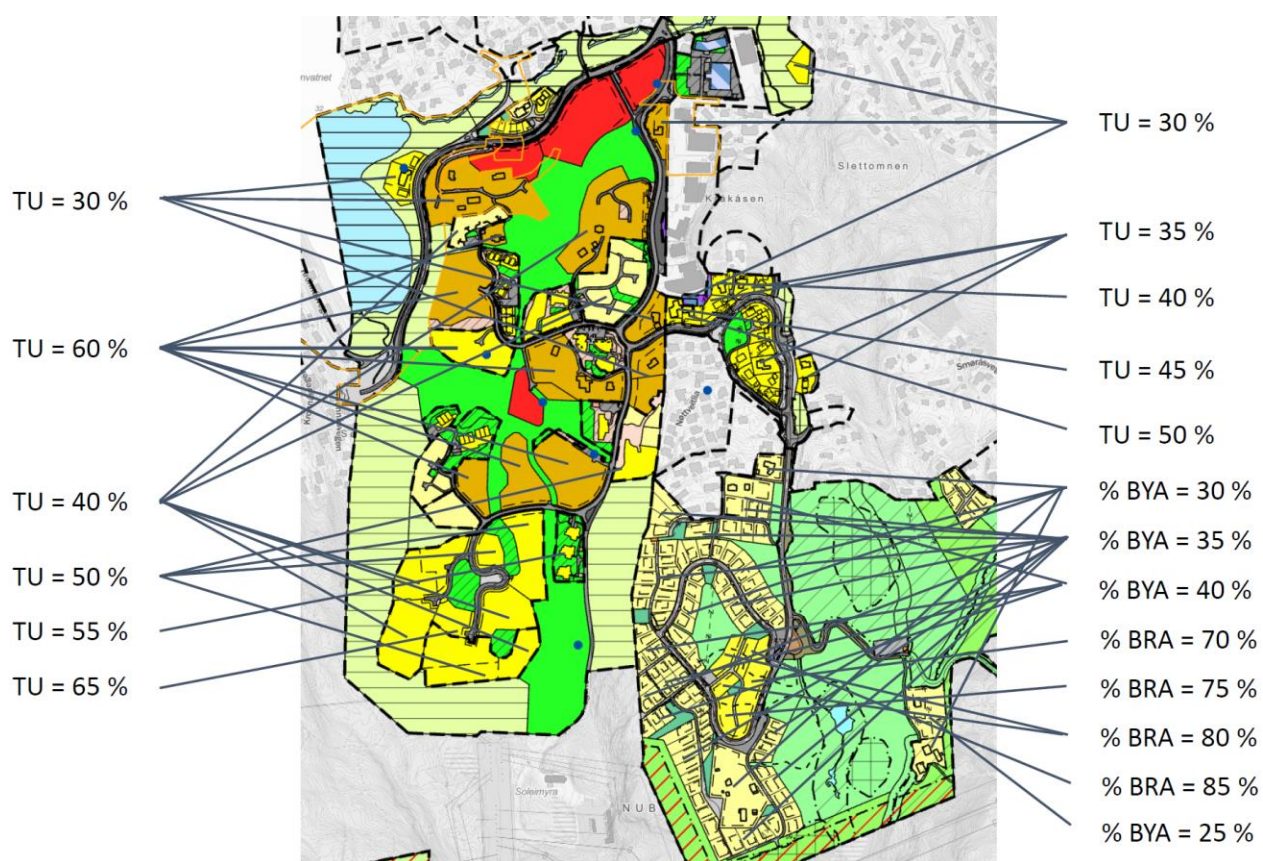 TU = 30 %
TU = 60 %
TU = 40 %
TU = 50 %
TU = 55 %
TU = 65 %
Slettomnen
Smøråsve
Nøttveitlia
Soleimyra
N U B
TU = 30 %
TU = 35 %
TU = 40 %
TU = 45 %
TU = 50 %
% BYA = 30 %
% BYA = 35 %
% BYA = 40 %
% BRA = 70 %
% BRA = 75 %
% BRA = 80 %
% BRA = 85 %
% BYA = 25 %